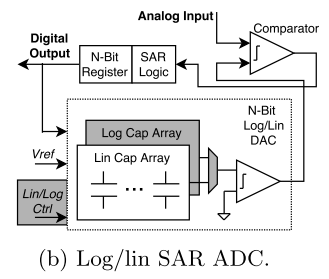 Analog Input
Comparator
Digital
Output
N-Bit
Register
SAR
Logic
N-Bit
Log/Lin
DAC
Log Cap Array
Vref
Lin Cap Array
Lin/Log
Ctrl
...
(b) Log/lin SAR ADC.